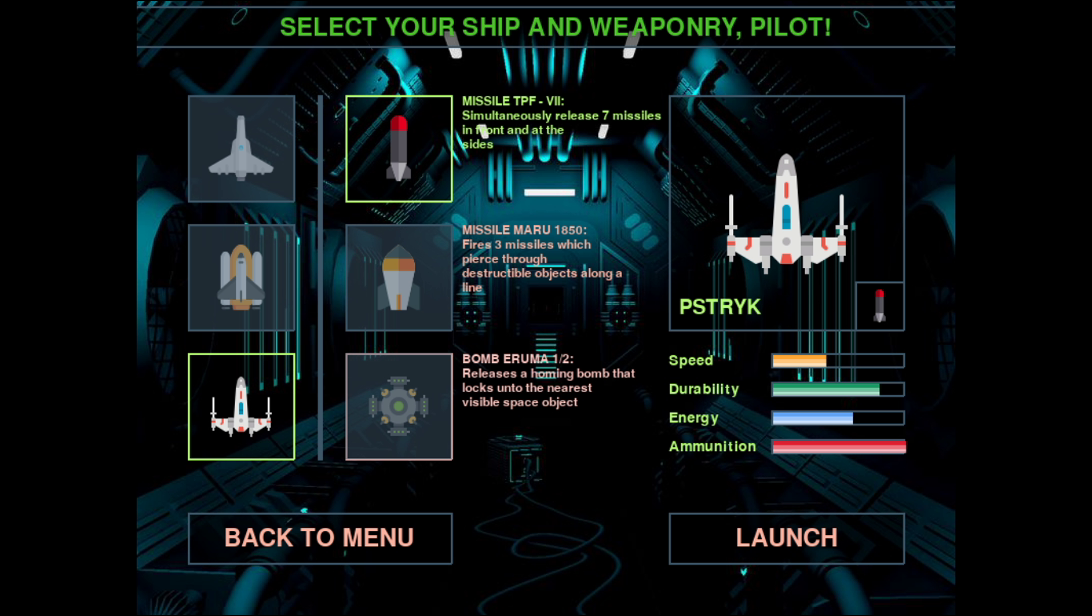 SELECT YOUR SHIP AND WEAPONRY, PILOT!
MISSILE TPF - VII:
Simultaneously release 7 missiles
in front and at the
sides
MISSILE MARU 1850:
Fires 3 missiles which
pierce through
destructible objects along a
line
BOMB ERUMA 1/2:
Releases a homing bomb that
locks unto the nearest
visible space object
PSTRYK
Speed
Durability
Energy
Ammunition
BACK TO MENU
LAUNCH